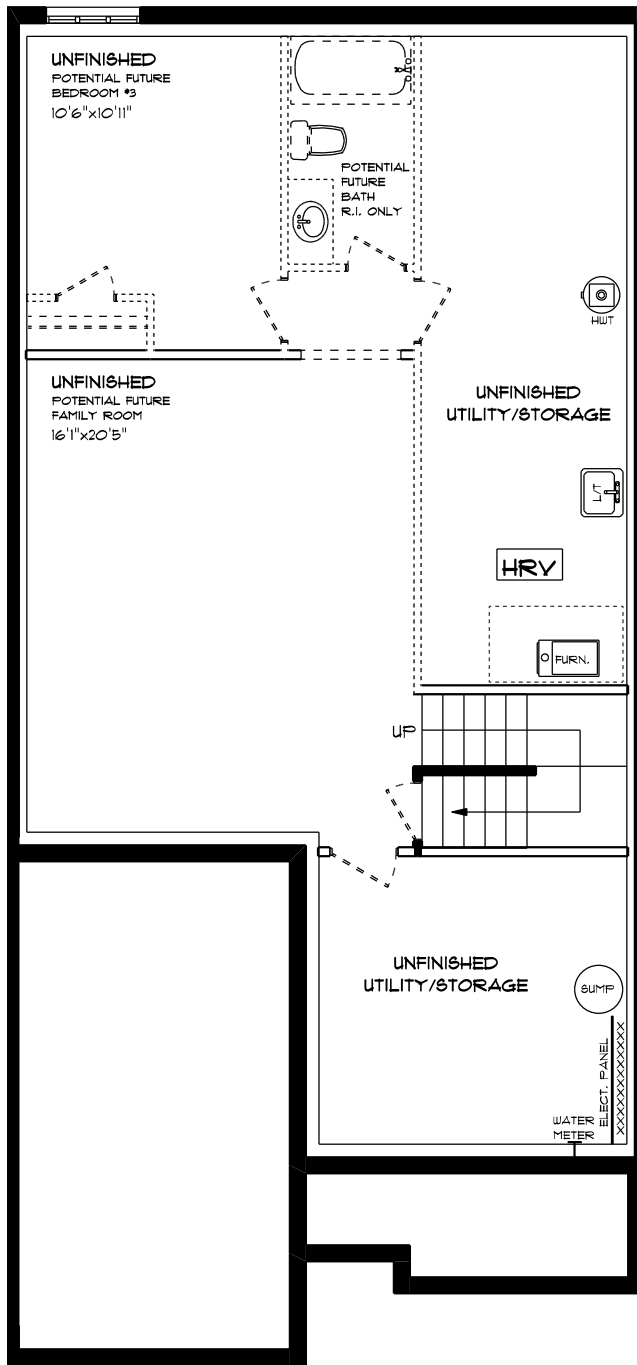 UNFINISHED
POTENTIAL FUTURE
BEDROOM #3
10'6"x10'11"
POTENTIAL
FUTURE
BATH
R.I. ONLY
HWT
UNFINISHED
POTENTIAL FUTURE
FAMILY ROOM
16'1"x20'5"
UNFINISHED
UTILITY/STORAGE
L/T
HRV
FURN.
UP
UNFINISHED
UTILITY/STORAGE
SUMP
ELECT. PANEL
XXXXXXXXXXXX
WATER
METER